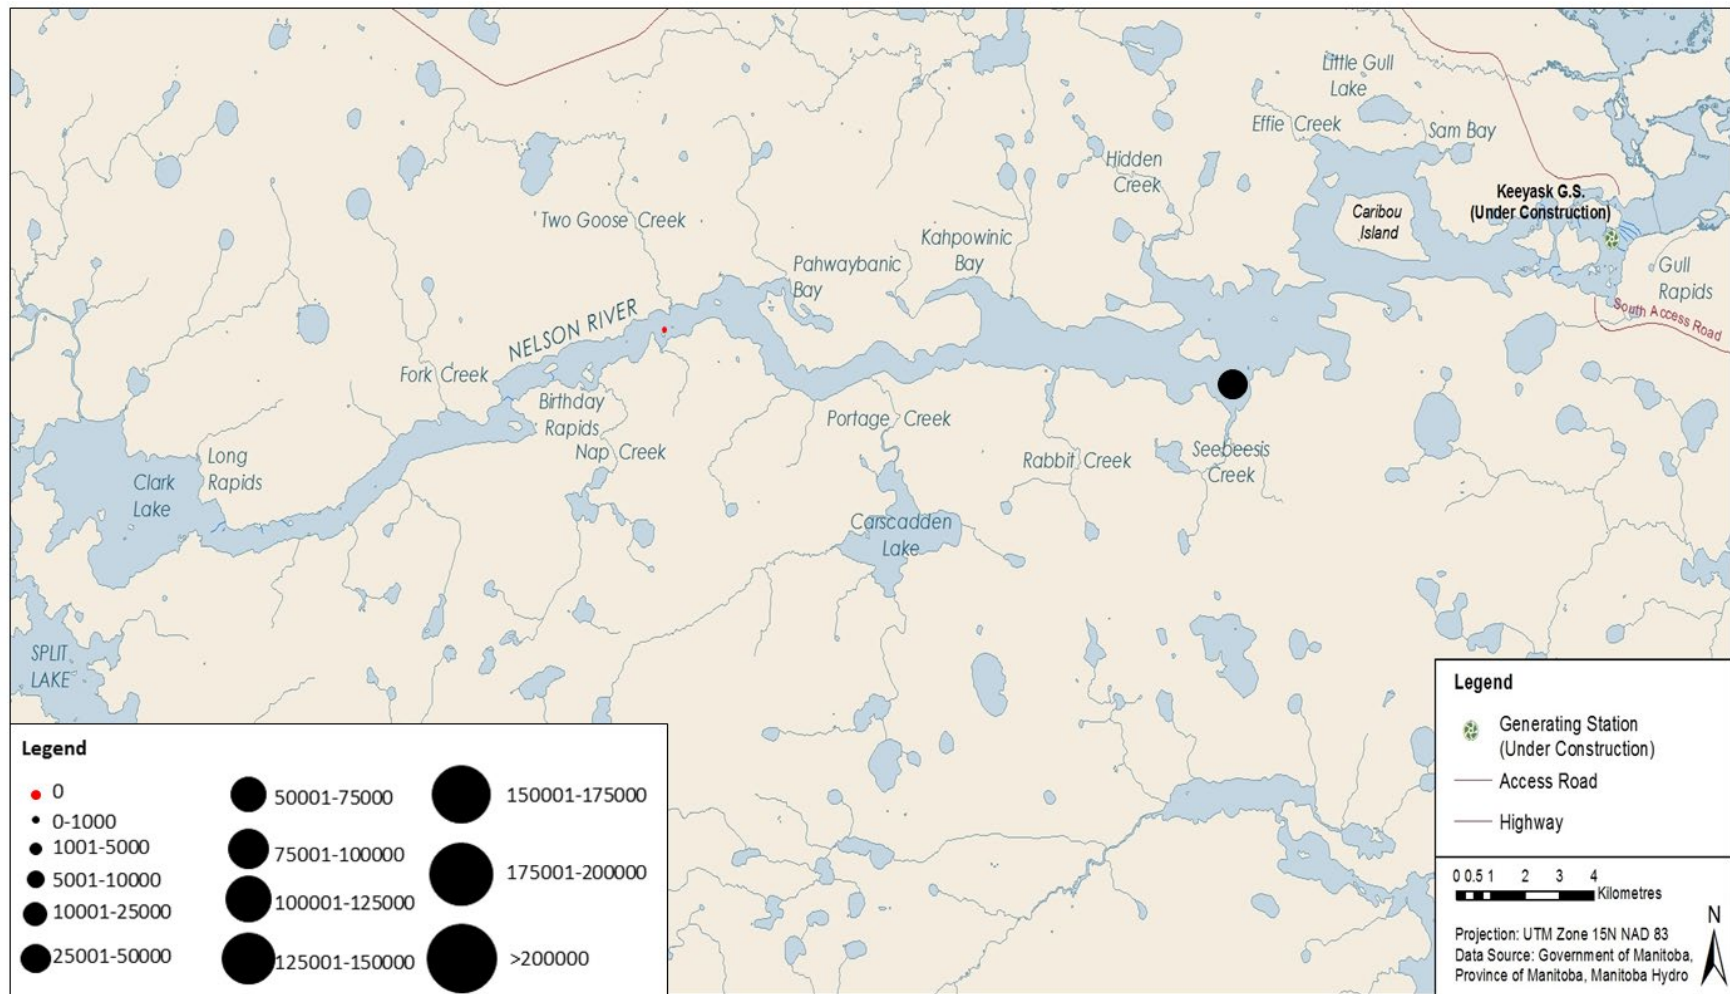 Little Gull
Lake
Effie Creek
Sam Bay
Hidden
Creek
Keeyask G.S.
(Under Construction)
Caribou
Island
' Two Goose Creek
Kahpowinic
Bay
Pahwaybanic
Bay
Gull
Rapids
South Access Road
NELSON RIVER
Fork Creek
Birthday
Rapids
Nap Creek
Portage Creek
Rabbit Creek
Seebeesis
Creek
Long
Rapids
Clark
Lake
Carscadden
Lake
SPLIT
LAKE
Legend
0
0-1000
1001-5000
5001-10000
10001-25000
25001-50000
50001-75000
75001-100000
100001-125000
125001-150000
150001-175000
175001-200000
>200000
Legend
Generating Station
(Under Construction)
Access Road
Highway
0 0.5 1 2 3 4
Kilometres
N
Projection: UTM Zone 15N NAD 83
Data Source: Government of Manitoba,
Province of Manitoba, Manitoba Hydro